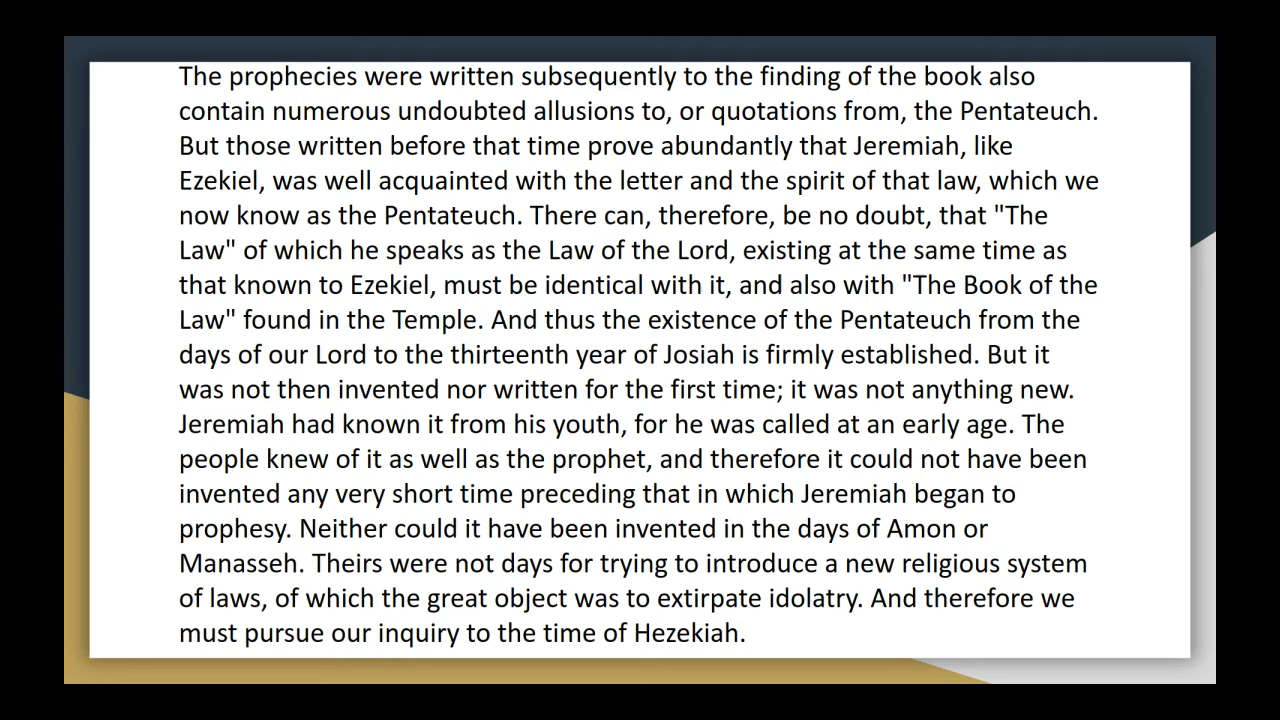 The prophecies were written subsequently to the finding of the book also
contain numerous undoubted allusions to, or quotations from, the Pentateuch.
But those written before that time prove abundantly that Jeremiah, like
Ezekiel, was well acquainted with the letter and the spirit of that law, which we
now know as the Pentateuch. There can, therefore, be no doubt, that "The
Law" of which he speaks as the Law of the Lord, existing at the same time as
that known to Ezekiel, must be identical with it, and also with "The Book of the
Law" found in the Temple. And thus the existence of the Pentateuch from the
days of our Lord to the thirteenth year of Josiah is firmly established. But it
was not then invented nor written for the first time; it was not anything new.
Jeremiah had known it from his youth, for he was called at an early age. The
people knew of it as well as the prophet, and therefore it could not have been
invented any very short time preceding that in which Jeremiah began to
prophesy. Neither could it have been invented in the days of Amon or
Manasseh. Theirs were not days for trying to introduce a new religious system
of laws, of which the great object was to extirpate idolatry. And therefore we
must pursue our inquiry to the time of Hezekiah.